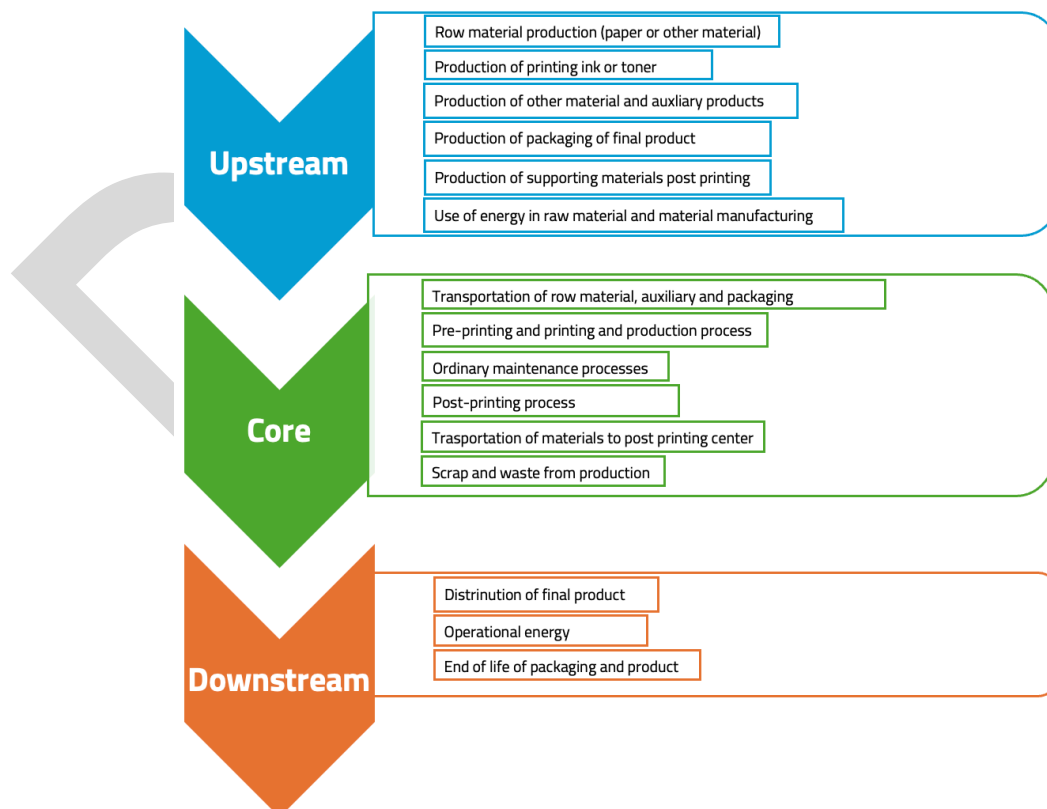 Upstream
Row material production (paper or other material)
Production of printing ink or toner
Production of other material and auxliary products
Production of packaging of final product
Production of supporting materials post printing
Use of energy in raw material and material manufacturing
Core
Transportation of row material, auxiliary and packaging
Pre-printing and printing and production process
Ordinary maintenance processes
Post-printing process
Trasportation of materials to post printing center
Scrap and waste from production
Downstream
Distrinution of final product
Operational energy
End of life of packaging and product